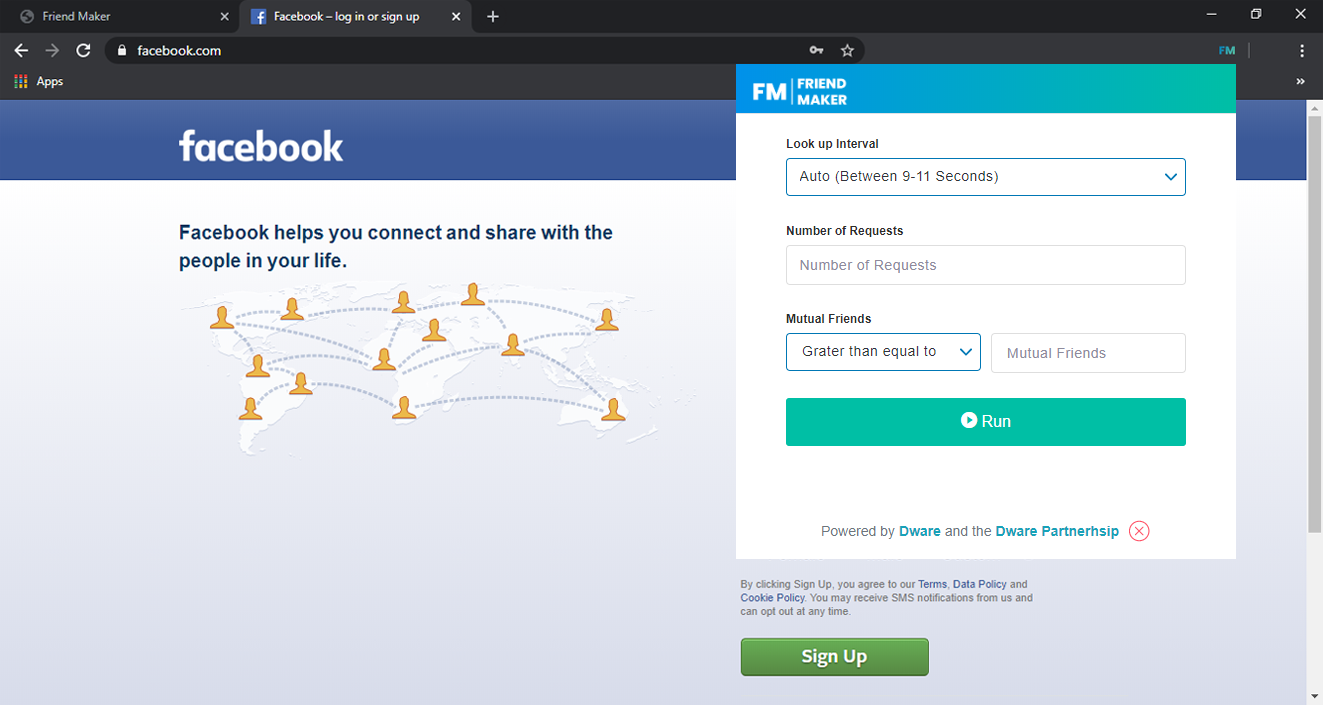 Friend Maker
Facebook – log in or sign up
facebook.com
FM
Apps
FM FRIEND
MAKER
facebook
Look up Interval
Auto (Between 9-11 Seconds)
Facebook helps you connect and share with the
people in your life.
Number of Requests
Number of Requests
Mutual Friends
Grater than equal to
Mutual Friends
Run
Powered by Dware and the Dware Partnerhsip
By clicking Sign Up, you agree to our Terms, Data Policy and
Cookie Policy. You may receive SMS notifications from us and
can opt out at any time.
Sign Up